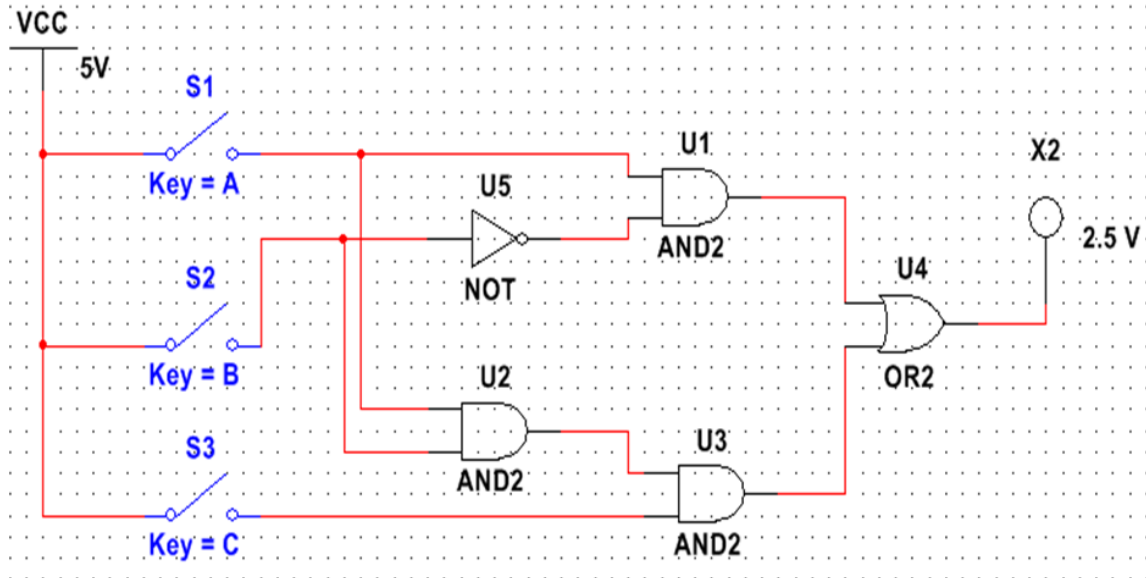 VCC
5V
S1
Key = A
U1
AND2
X2
2.5 V
U5
NOT
S2
Key = B
U4
OR2
U2
AND2
S3
Key = C
U3
AND2